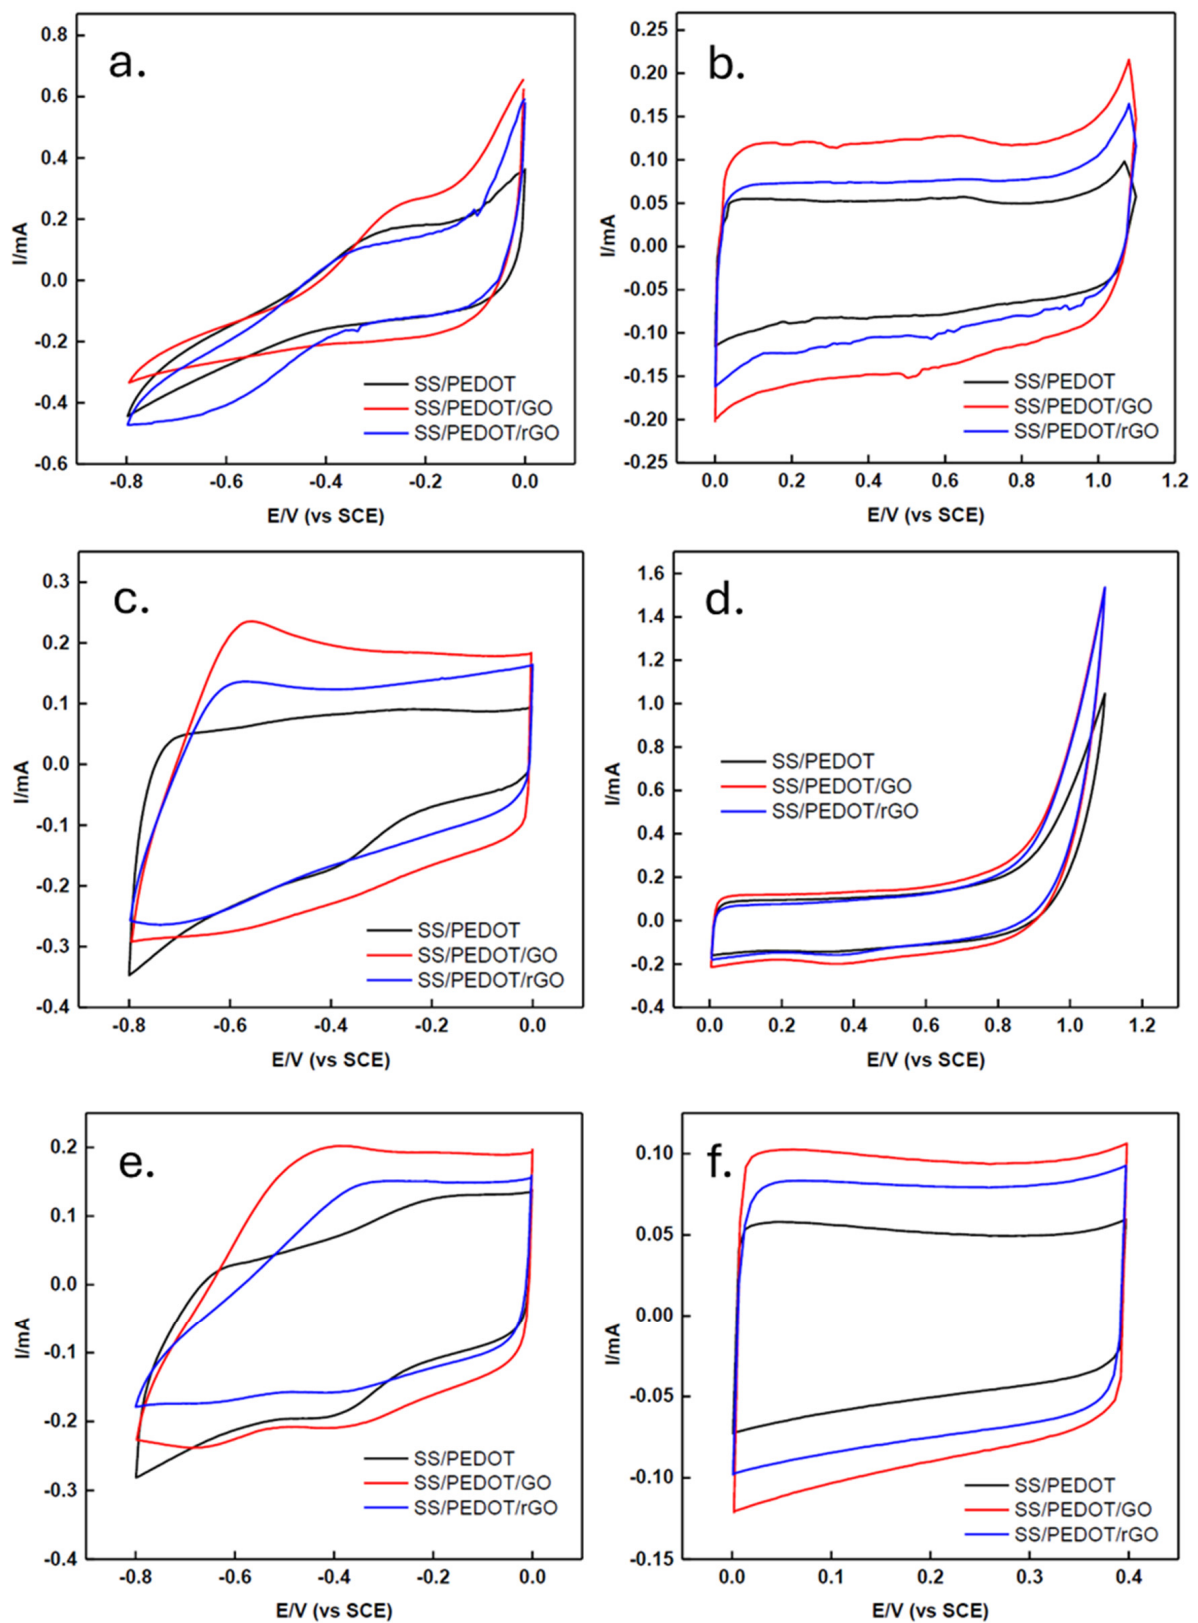 a.
0.8
0.6
0.4
0.2
0.0
-0.2
-0.4
-0.6
I/mA
SS/PEDOT
SS/PEDOT/GO
SS/PEDOT/rGO
-0.8 -0.6 -0.4 -0.2 0.0
E/V (vs SCE)
b.
0.25
0.20
0.15
0.10
0.05
0.00
-0.05
-0.10
-0.15
-0.20
-0.25
I/mA
SS/PEDOT
SS/PEDOT/GO
SS/PEDOT/rGO
0.0 0.2 0.4 0.6 0.8 1.0 1.2
E/V (vs SCE)
c.
0.3
0.2
0.1
0.0
-0.1
-0.2
-0.3
-0.4
I/mA
SS/PEDOT
SS/PEDOT/GO
SS/PEDOT/rGO
-0.8 -0.6 -0.4 -0.2 0.0
E/V (vs SCE)
d.
1.6
1.4
1.2
1.0
0.8
0.6
0.4
0.2
0.0
-0.2
-0.4
I/mA
SS/PEDOT
SS/PEDOT/GO
SS/PEDOT/rGO
0.0 0.2 0.4 0.6 0.8 1.0 1.2
E/V (vs SCE)
e.
0.2
0.1
0.0
-0.1
-0.2
-0.3
-0.4
I/mA
SS/PEDOT
SS/PEDOT/GO
SS/PEDOT/rGO
-0.8 -0.6 -0.4 -0.2 0.0
E/V (vs SCE)
f.
0.10
0.05
0.00
-0.05
-0.10
-0.15
I/mA
SS/PEDOT
SS/PEDOT/GO
SS/PEDOT/rGO
0.0 0.1 0.2 0.3 0.4
E/V (vs SCE)